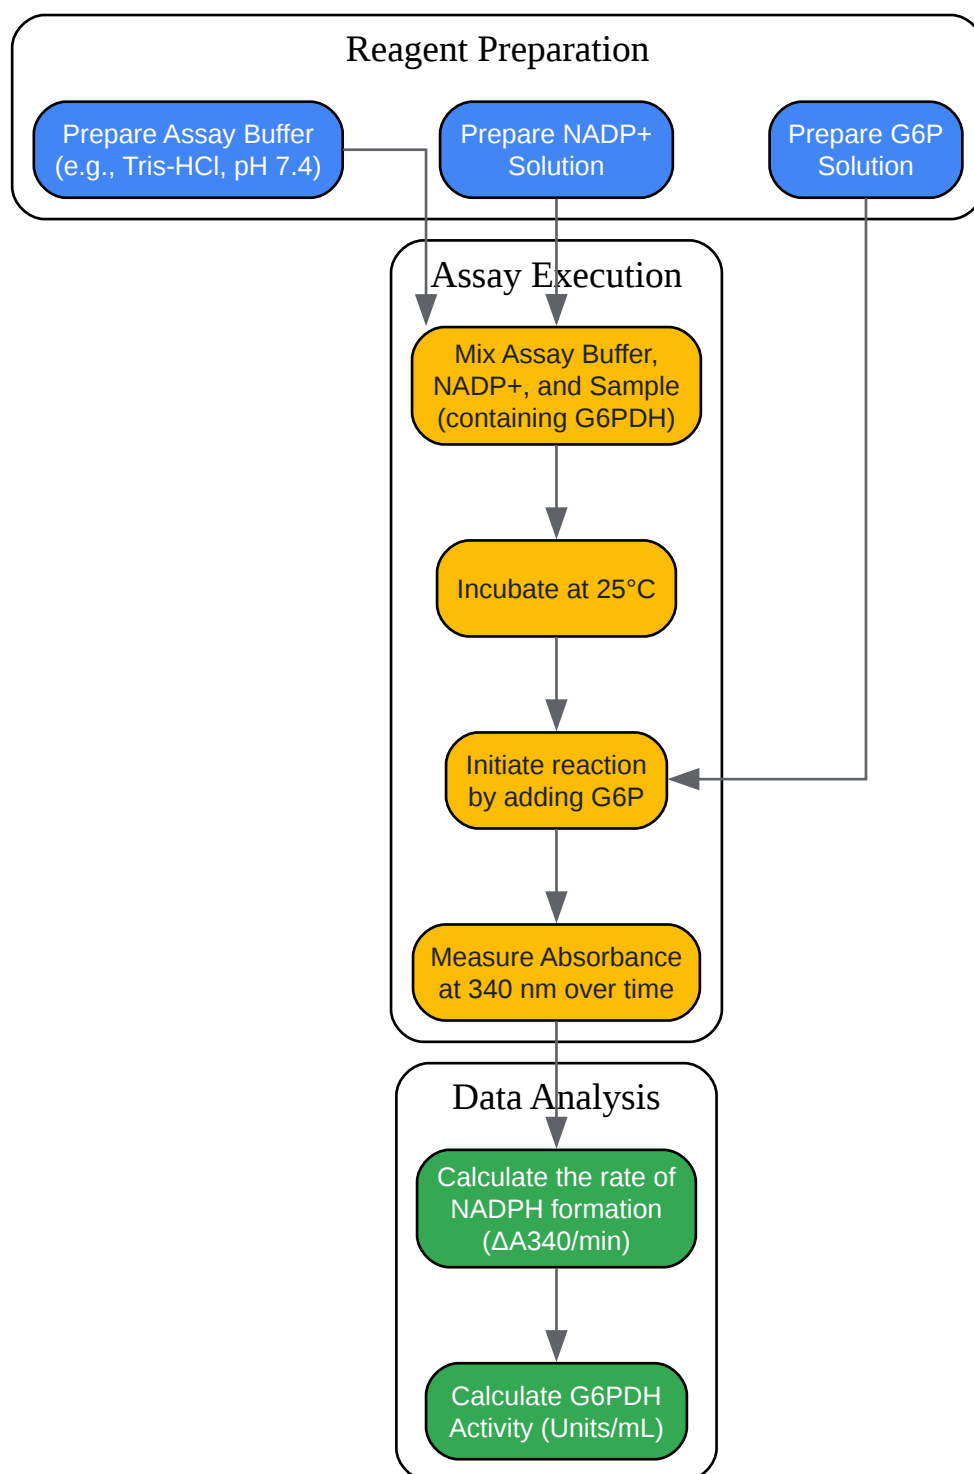 Reagent Preparation
Prepare Assay Buffer
(e.g., Tris-HCl, pH 7.4)
Prepare NADP+
Solution
Prepare G6P
Solution
Assay Execution
Mix Assay Buffer,
NADP+, and Sample
(containing G6PDH)
Incubate at 25°C
Initiate reaction
by adding G6P
Measure Absorbance
at 340 nm over time
Data Analysis
Calculate the rate of
NADPH formation
(ΔA340/min)
Calculate G6PDH
Activity (Units/mL)